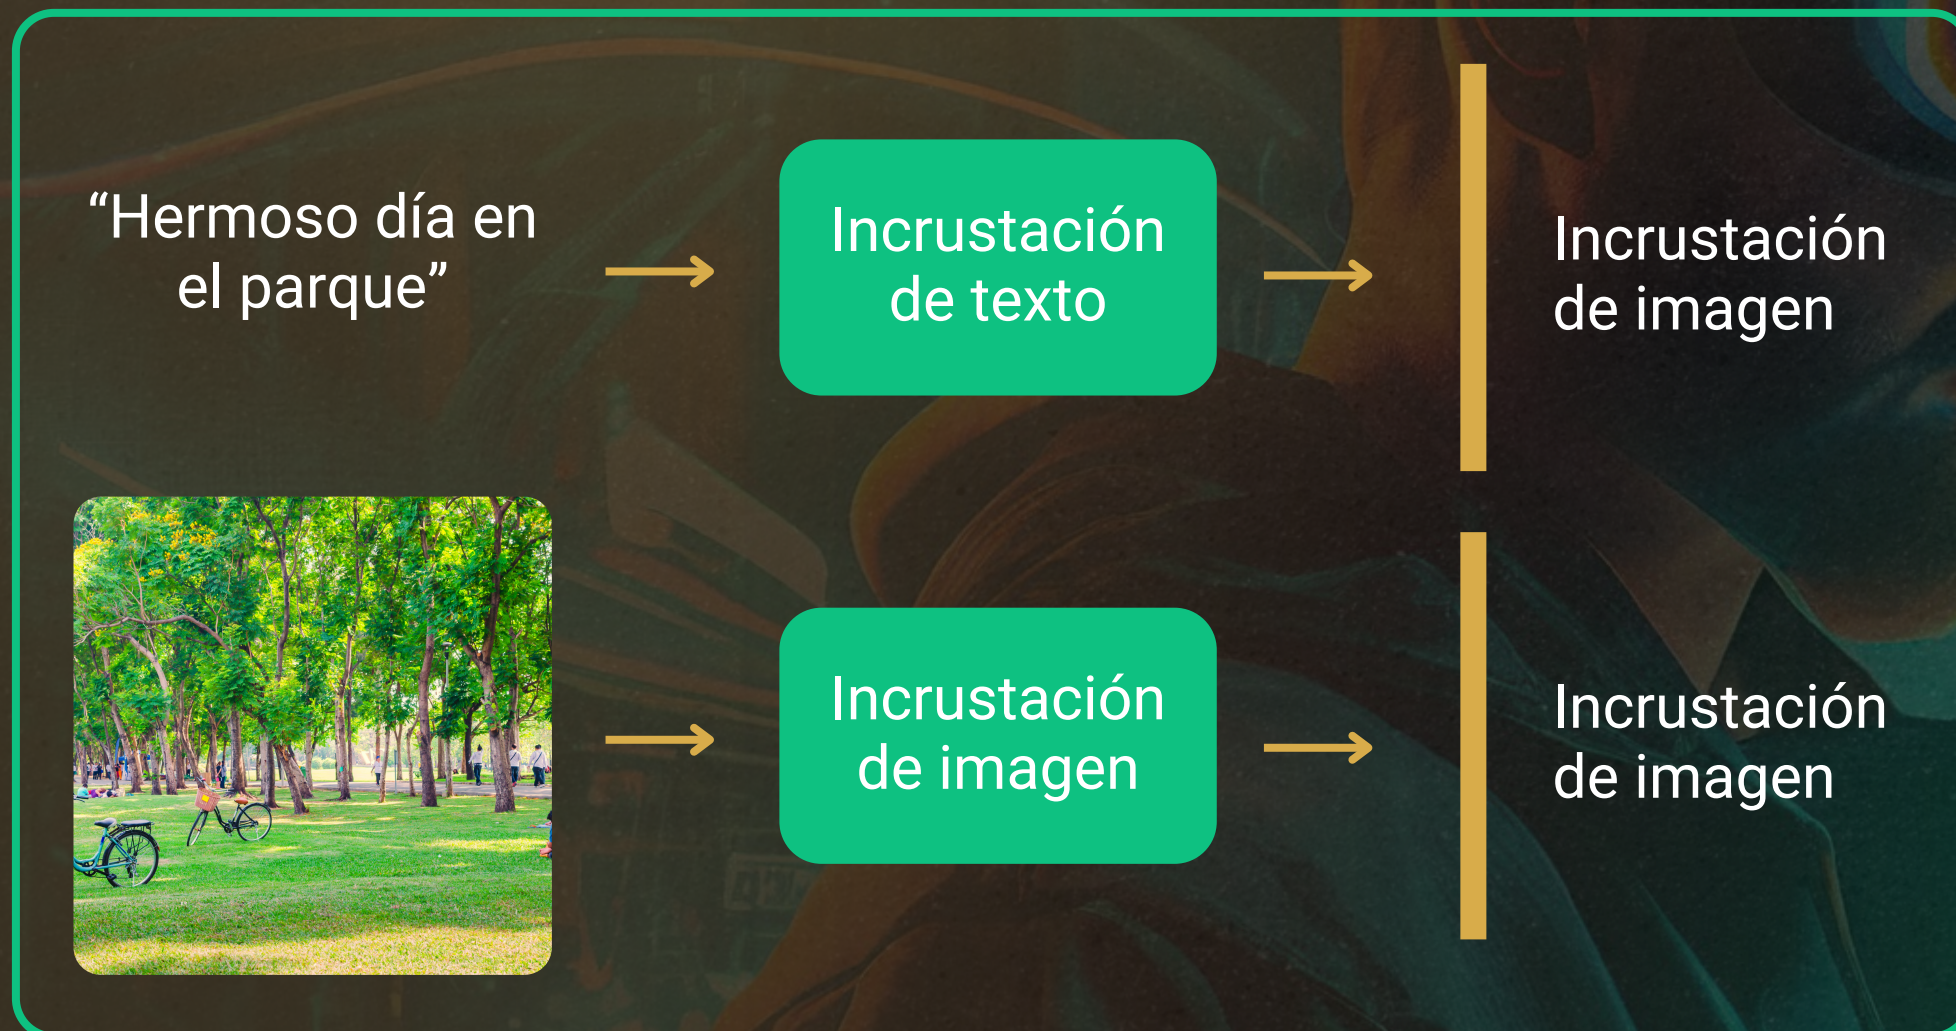 “Hermoso día en
el parque”
Incrustación
de texto
Incrustación
de imagen
Incrustación
de imagen
Incrustación
de imagen